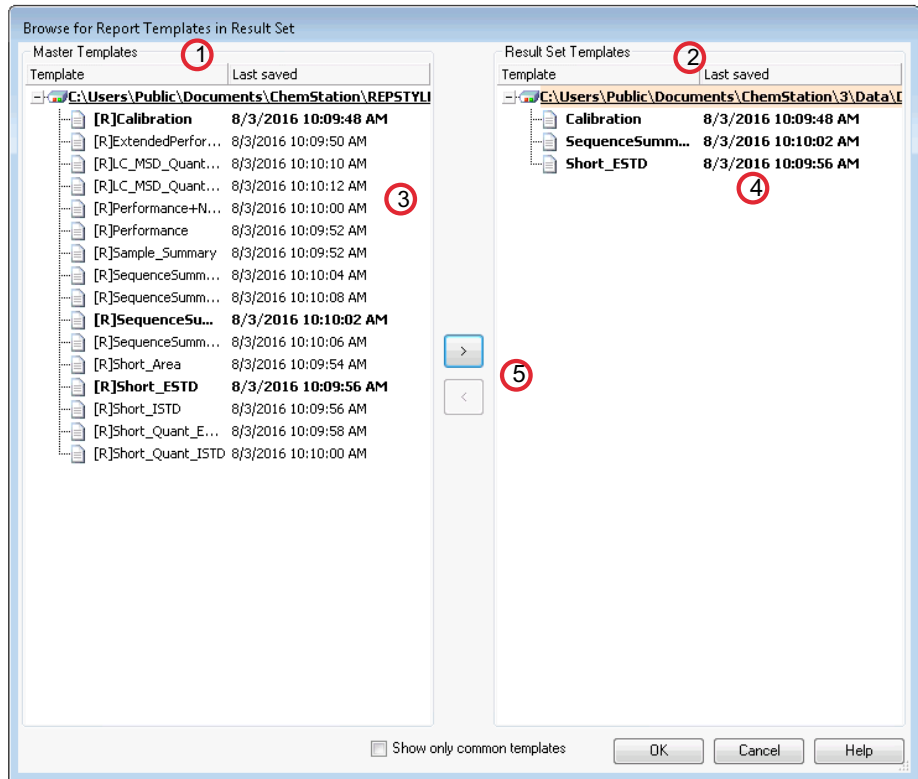 Browse for Report Templates in Result Set
Master Templates
1
Template Last saved
C:\Users\Public\Documents\ChemStation\REPSTYL
[R]Calibration 8/3/2016 10:09:48 AM
[R]ExtendedPerfor... 8/3/2016 10:09:50 AM
[R]LC_MSD_Quant... 8/3/2016 10:10:10 AM
[R]LC_MSD_Quant... 8/3/2016 10:10:12 AM
3
[R]Performance+N... 8/3/2016 10:10:00 AM
[R]Performance 8/3/2016 10:09:52 AM
[R]Sample_Summary 8/3/2016 10:09:52 AM
[R]SequenceSumm... 8/3/2016 10:10:04 AM
[R]SequenceSumm... 8/3/2016 10:10:08 AM
[R]SequenceSu... 8/3/2016 10:10:02 AM
[R]SequenceSumm... 8/3/2016 10:10:06 AM
[R]Short_Area 8/3/2016 10:09:54 AM
[R]Short_ESTD 8/3/2016 10:09:56 AM
[R]Short_ISTD 8/3/2016 10:09:56 AM
[R]Short_Quant_E... 8/3/2016 10:09:58 AM
[R]Short_Quant_ISTD 8/3/2016 10:10:00 AM
>
5
<
Result Set Templates
2
Template Last saved
C:\Users\Public\Documents\ChemStation\3\Data\D
Calibration 8/3/2016 10:09:48 AM
SequenceSumm... 8/3/2016 10:10:02 AM
Short_ESTD 8/3/2016 10:09:56 AM
4
Show only common templates
OK
Cancel
Help